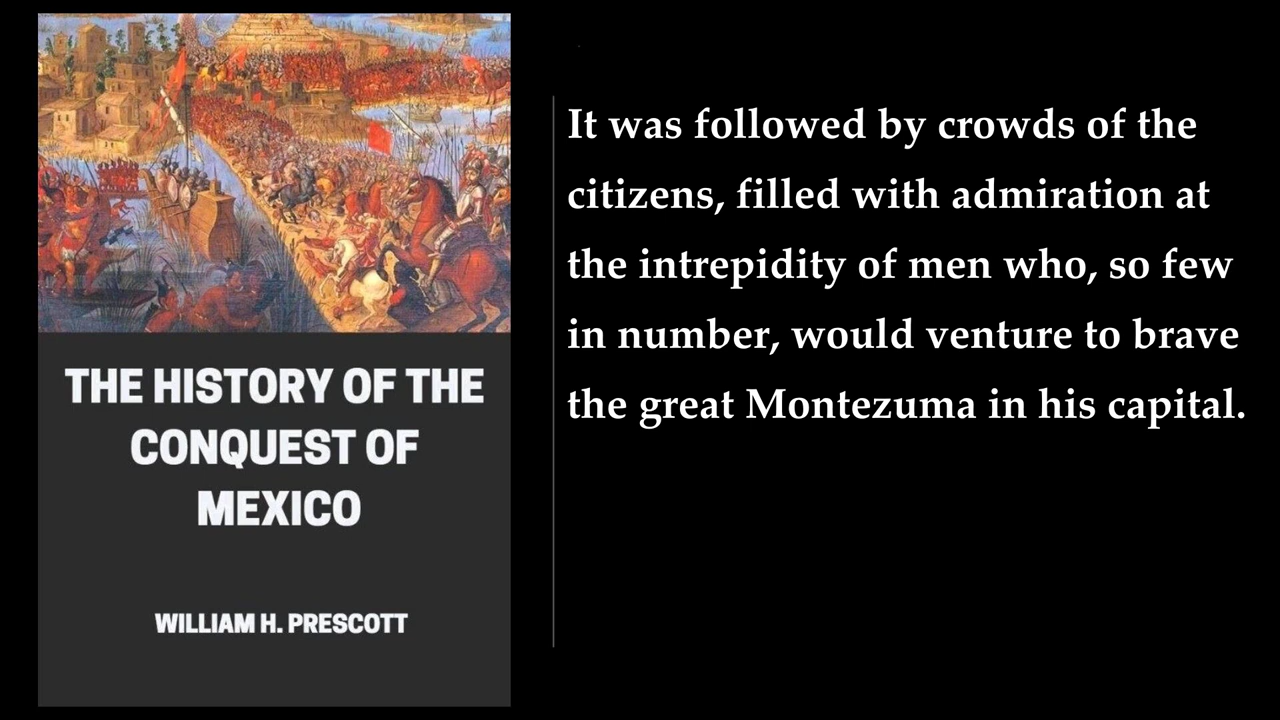 THE HISTORY OF THE
CONQUEST OF
MEXICO
WILLIAM H. PRESCOTT
It was followed by crowds of the
citizens, filled with admiration at
the intrepidity of men who, so few
in number, would venture to brave
the great Montezuma in his capital.